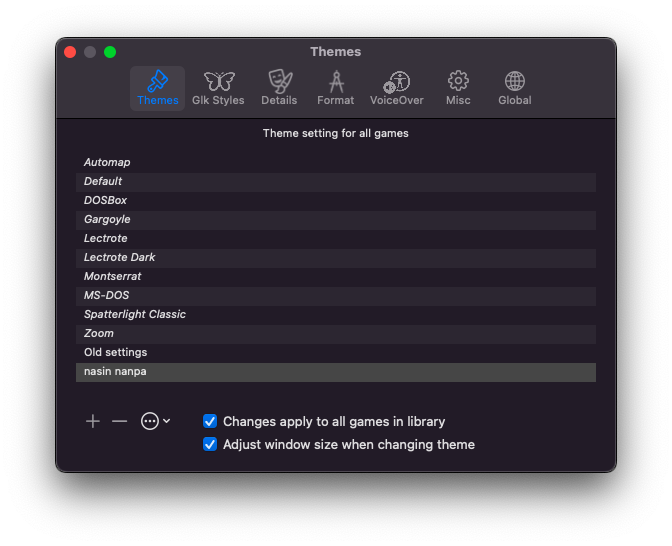 Themes
Themes Glk Styles Details Format VoiceOver Misc Global
Theme setting for all games
Automap
Default
DOSBox
Gargoyle
Lectrote
Lectrote Dark
Montserrat
MS-DOS
Spatterlight Classic
Zoom
Old settings
nasin nanpa
Changes apply to all games in library
Adjust window size when changing theme